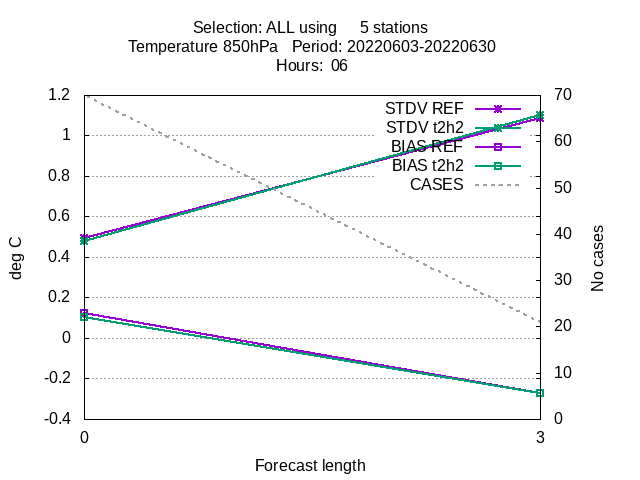 Selection: ALL using     5 stations
Temperature 850hPa   Period: 20220603-20220630
Hours:  06
STDV REF
STDV t2h2
BIAS REF
BIAS t2h2
CASES
1.2
1
0.8
0.6
0.4
0.2
0
-0.2
-0.4
deg C
70
60
50
40
30
20
10
0
No cases
0
3
Forecast length